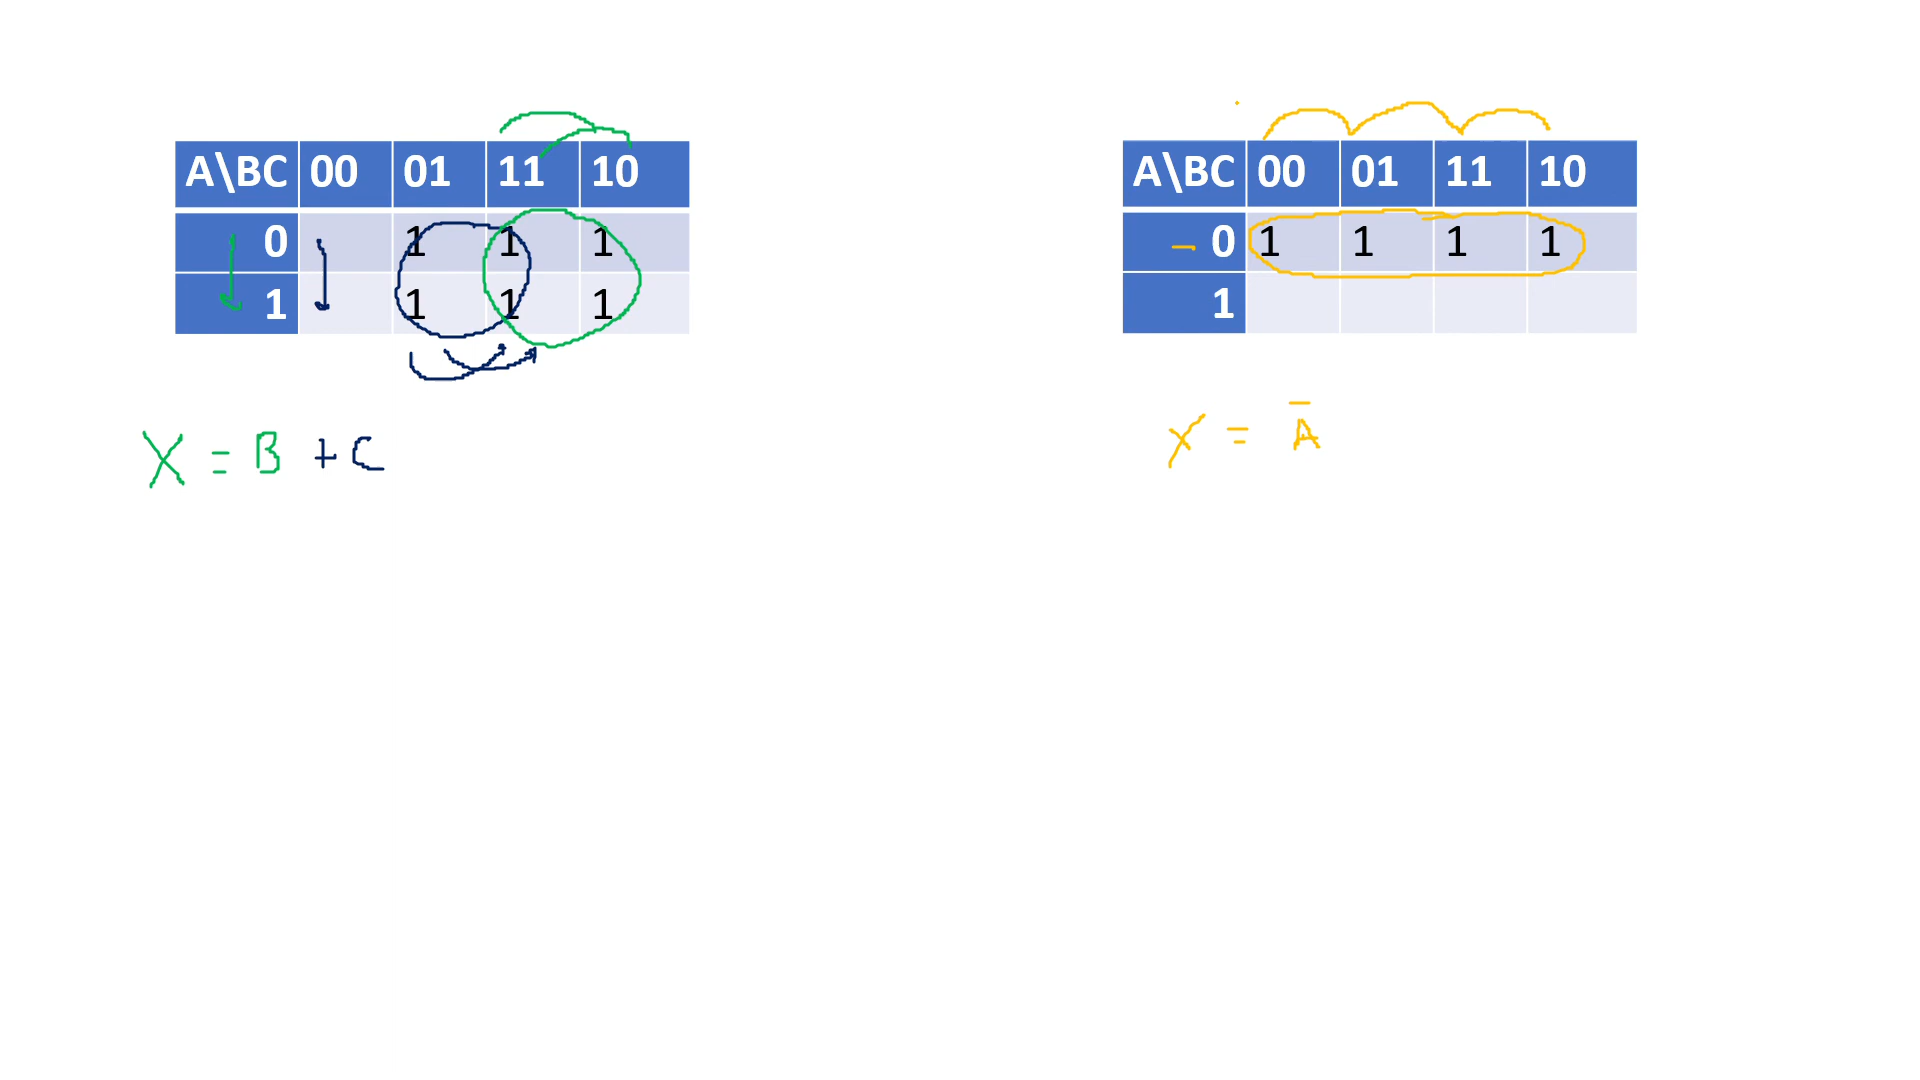 A\BC 00 01 11 10
0 1 1 1
1 1 1 1
X = B + C
A\BC 00 01 11 10
0 1 1 1 1
1
X = A̅